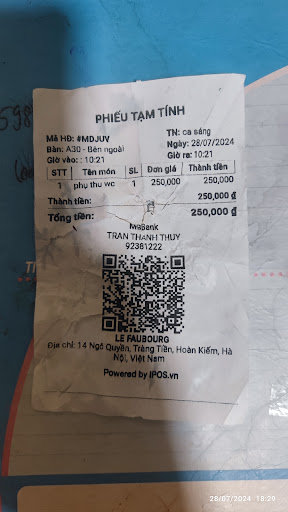 598
PHIẾU TẠM TÍNH
Mã HĐ: #MDJUV TN: ca sáng
Bàn: A30 - Bên ngoài Ngày: 28/07/2024
Giờ vào: : 10:21 Giờ ra: 10:21
STT Tên món SL Đơn giá Thành tiền
1 phụ thu wc 1 250,000 250,000
Thành tiền: 250,000 ₫
Tổng tiền: 250,000 ₫
TRAN THANH THUY
92381222
LE FAUBOURG
Địa chỉ: 14 Ngô Quyền, Tràng Tiền, Hoàn Kiếm, Hà
Nội, Việt Nam
Powered by IPOS.vn
28/07/2024 18:29